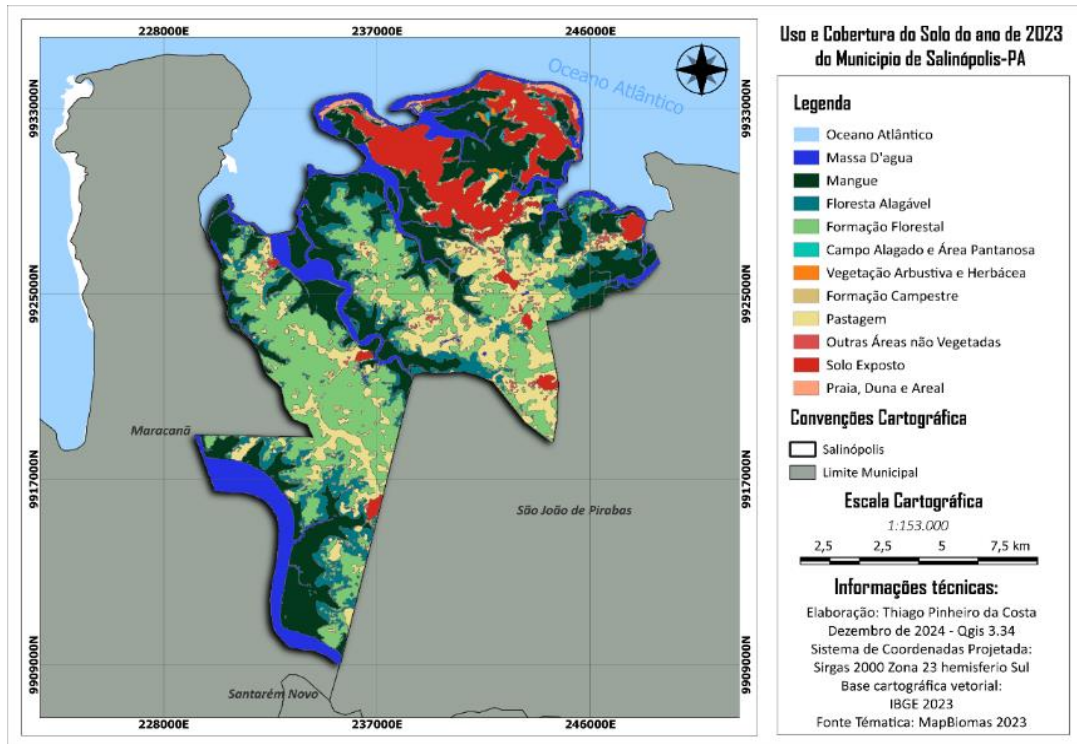 228000E
237000E
246000E
9933000N
9925000N
9917000N
9909000N
Oceano Atlântico
Maracanã
São João de Pirabas
Santarém Novo
9933000N
9925000N
9917000N
9909000N
228000E
237000E
246000E
Uso e Cobertura do Solo do ano de 2023
do Municipio de Salinópolis-PA
Legenda
Oceano Atlântico
Massa D'agua
Mangue
Floresta Alagável
Formação Florestal
Campo Alagado e Área Pantanosa
Vegetação Arbustiva e Herbácea
Formação Campestre
Pastagem
Outras Áreas não Vegetadas
Solo Exposto
Praia, Duna e Areal
Convenções Cartográfica
Salinópolis
Limite Municipal
Escala Cartográfica
1:153.000
2,5 2,5 5 7,5 km
Informações técnicas:
Elaboração: Thiago Pinheiro da Costa
Dezembro de 2024 - Qgis 3.34
Sistema de Coordenadas Projetada:
Sirgas 2000 Zona 23 hemisferio Sul
Base cartográfica vetorial:
IBGE 2023
Fonte Temática: MapBiomas 2023